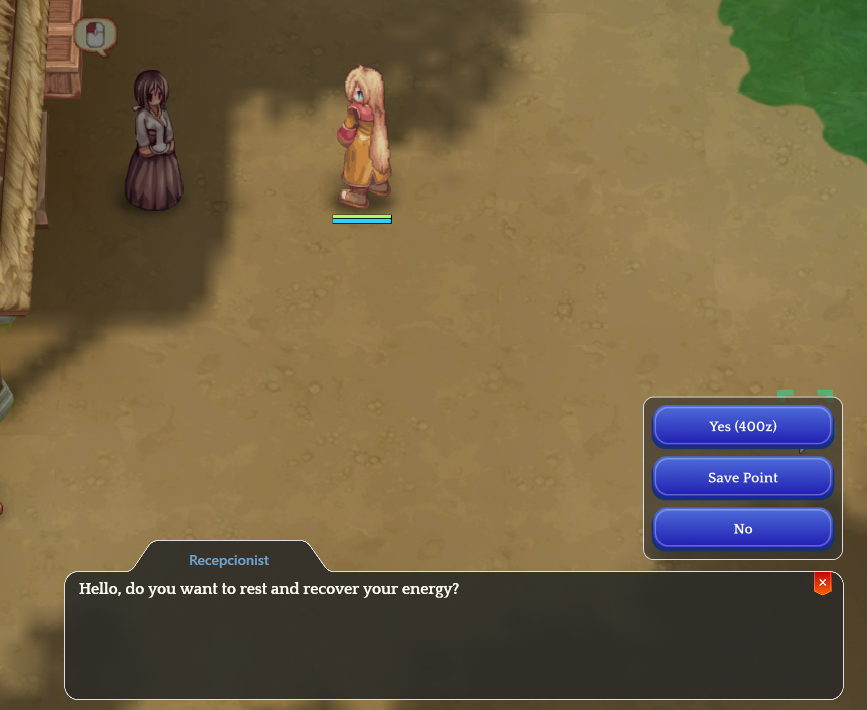 Yes (400z)
Save Point
No
Recepcionist
Hello, do you want to rest and recover your energy?